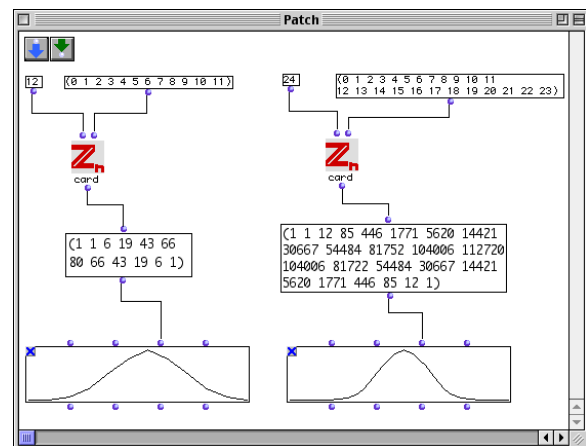 Patch
12
(0 1 2 3 4 5 6 7 8 9 10 11)
24
(0 1 2 3 4 5 6 7 8 9 10 11
12 13 14 15 16 17 18 19 20 21 22 23)
Zn
card
Zn
card
(1 1 6 19 43 66
80 66 43 19 6 1)
(1 1 12 85 446 1771 5620 14421
30667 54484 81752 104006 112720
104006 81722 54484 30667 14421
5620 1771 446 85 12 1)